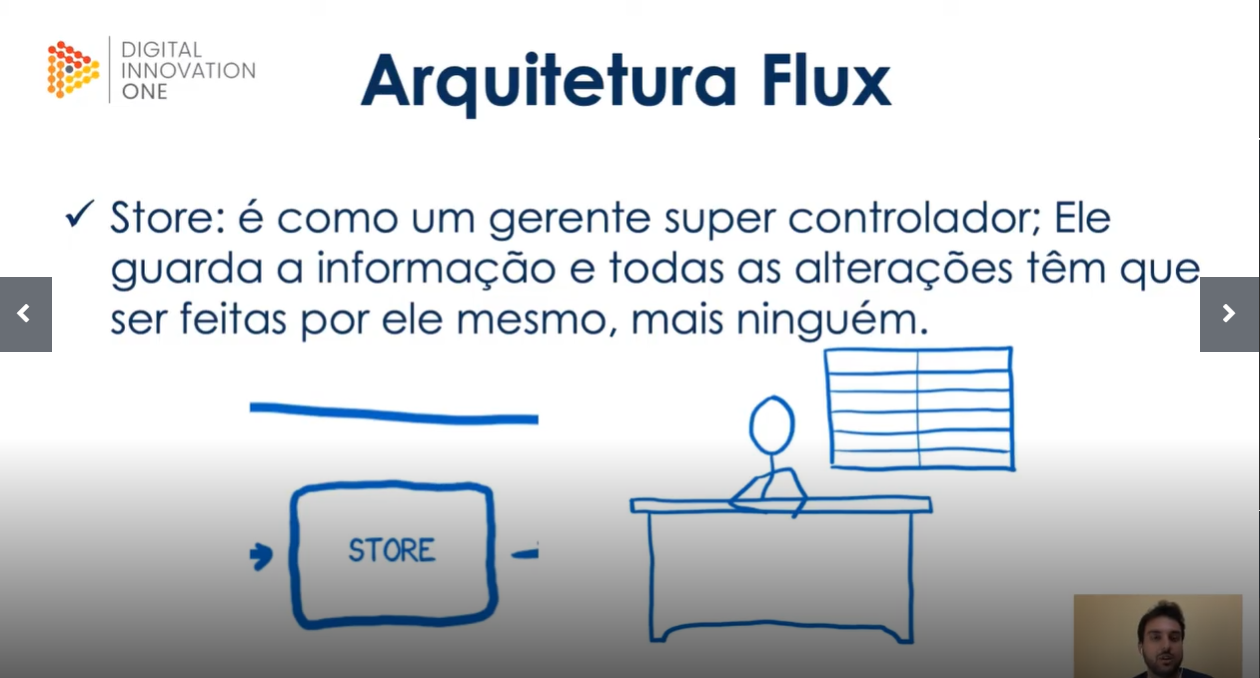 DIGITAL
INNOVATION
ONE
Arquitetura Flux
✓ Store: é como um gerente super controlador; Ele
guarda a informação e todas as alterações têm que
ser feitas por ele mesmo, mais ninguém.
STORE